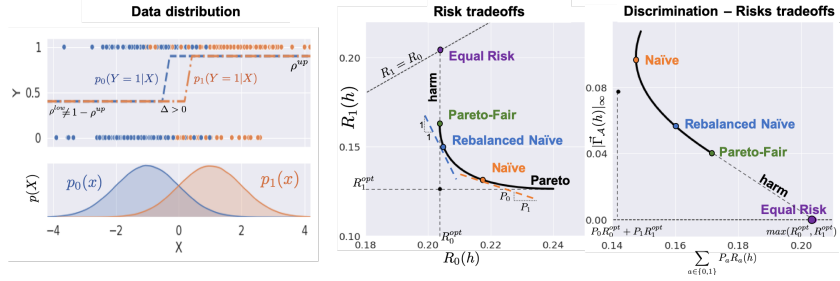 Data distribution
1
Y
0.5
0
p₀(Y = 1|X)
p₁(Y = 1|X)
ρᵘᵖ
ρˡᵒʷ ≠ 1 − ρᵘᵖ
Δ > 0
p(X)
p₀(x)
p₁(x)
−4 −2 0 2 4
X
Risk tradeoffs
R₁(h)
0.20
0.15
R₁ᵒᵖᵗ
0.10
R₁ = R₀
Equal Risk
harm
Pareto-Fair
1
1
Rebalanced Naïve
Naïve
Pareto
P₀
P₁
R₀ᵒᵖᵗ
0.18 0.20 0.22 0.24
R₀(h)
Discrimination – Risks tradeoffs
0.08
0.04
0.00
Naïve
Rebalanced Naïve
Pareto-Fair
harm
Equal Risk
P₀R₀ᵒᵖᵗ + P₁R₁ᵒᵖᵗ
max(R₀ᵒᵖᵗ, R₁ᵒᵖᵗ
0.14 0.16 0.18 0.20
∑ PₐRₐ(h)
a∈{0,1}